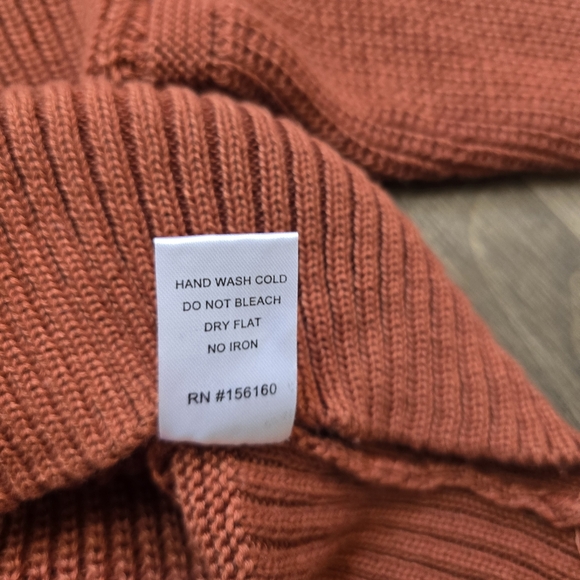 HAND WASH COLD
DO NOT BLEACH
DRY FLAT
NO IRON
RN #156160